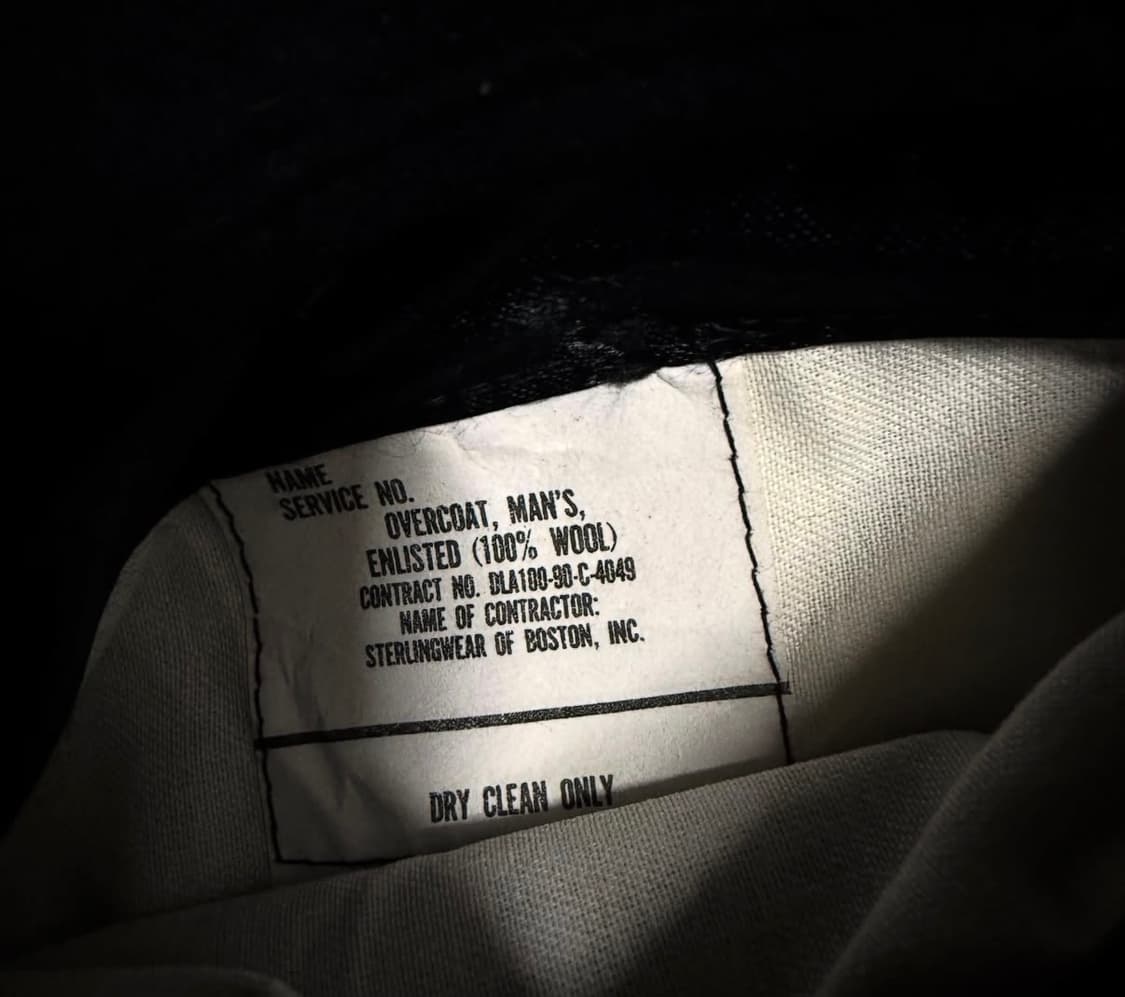 NAME
SERVICE NO.
OVERCOAT, MAN'S,
ENLISTED (100% WOOL)
CONTRACT NO. DLA100-90-C-4049
NAME OF CONTRACTOR:
STERLINGWEAR OF BOSTON, INC.
DRY CLEAN ONLY